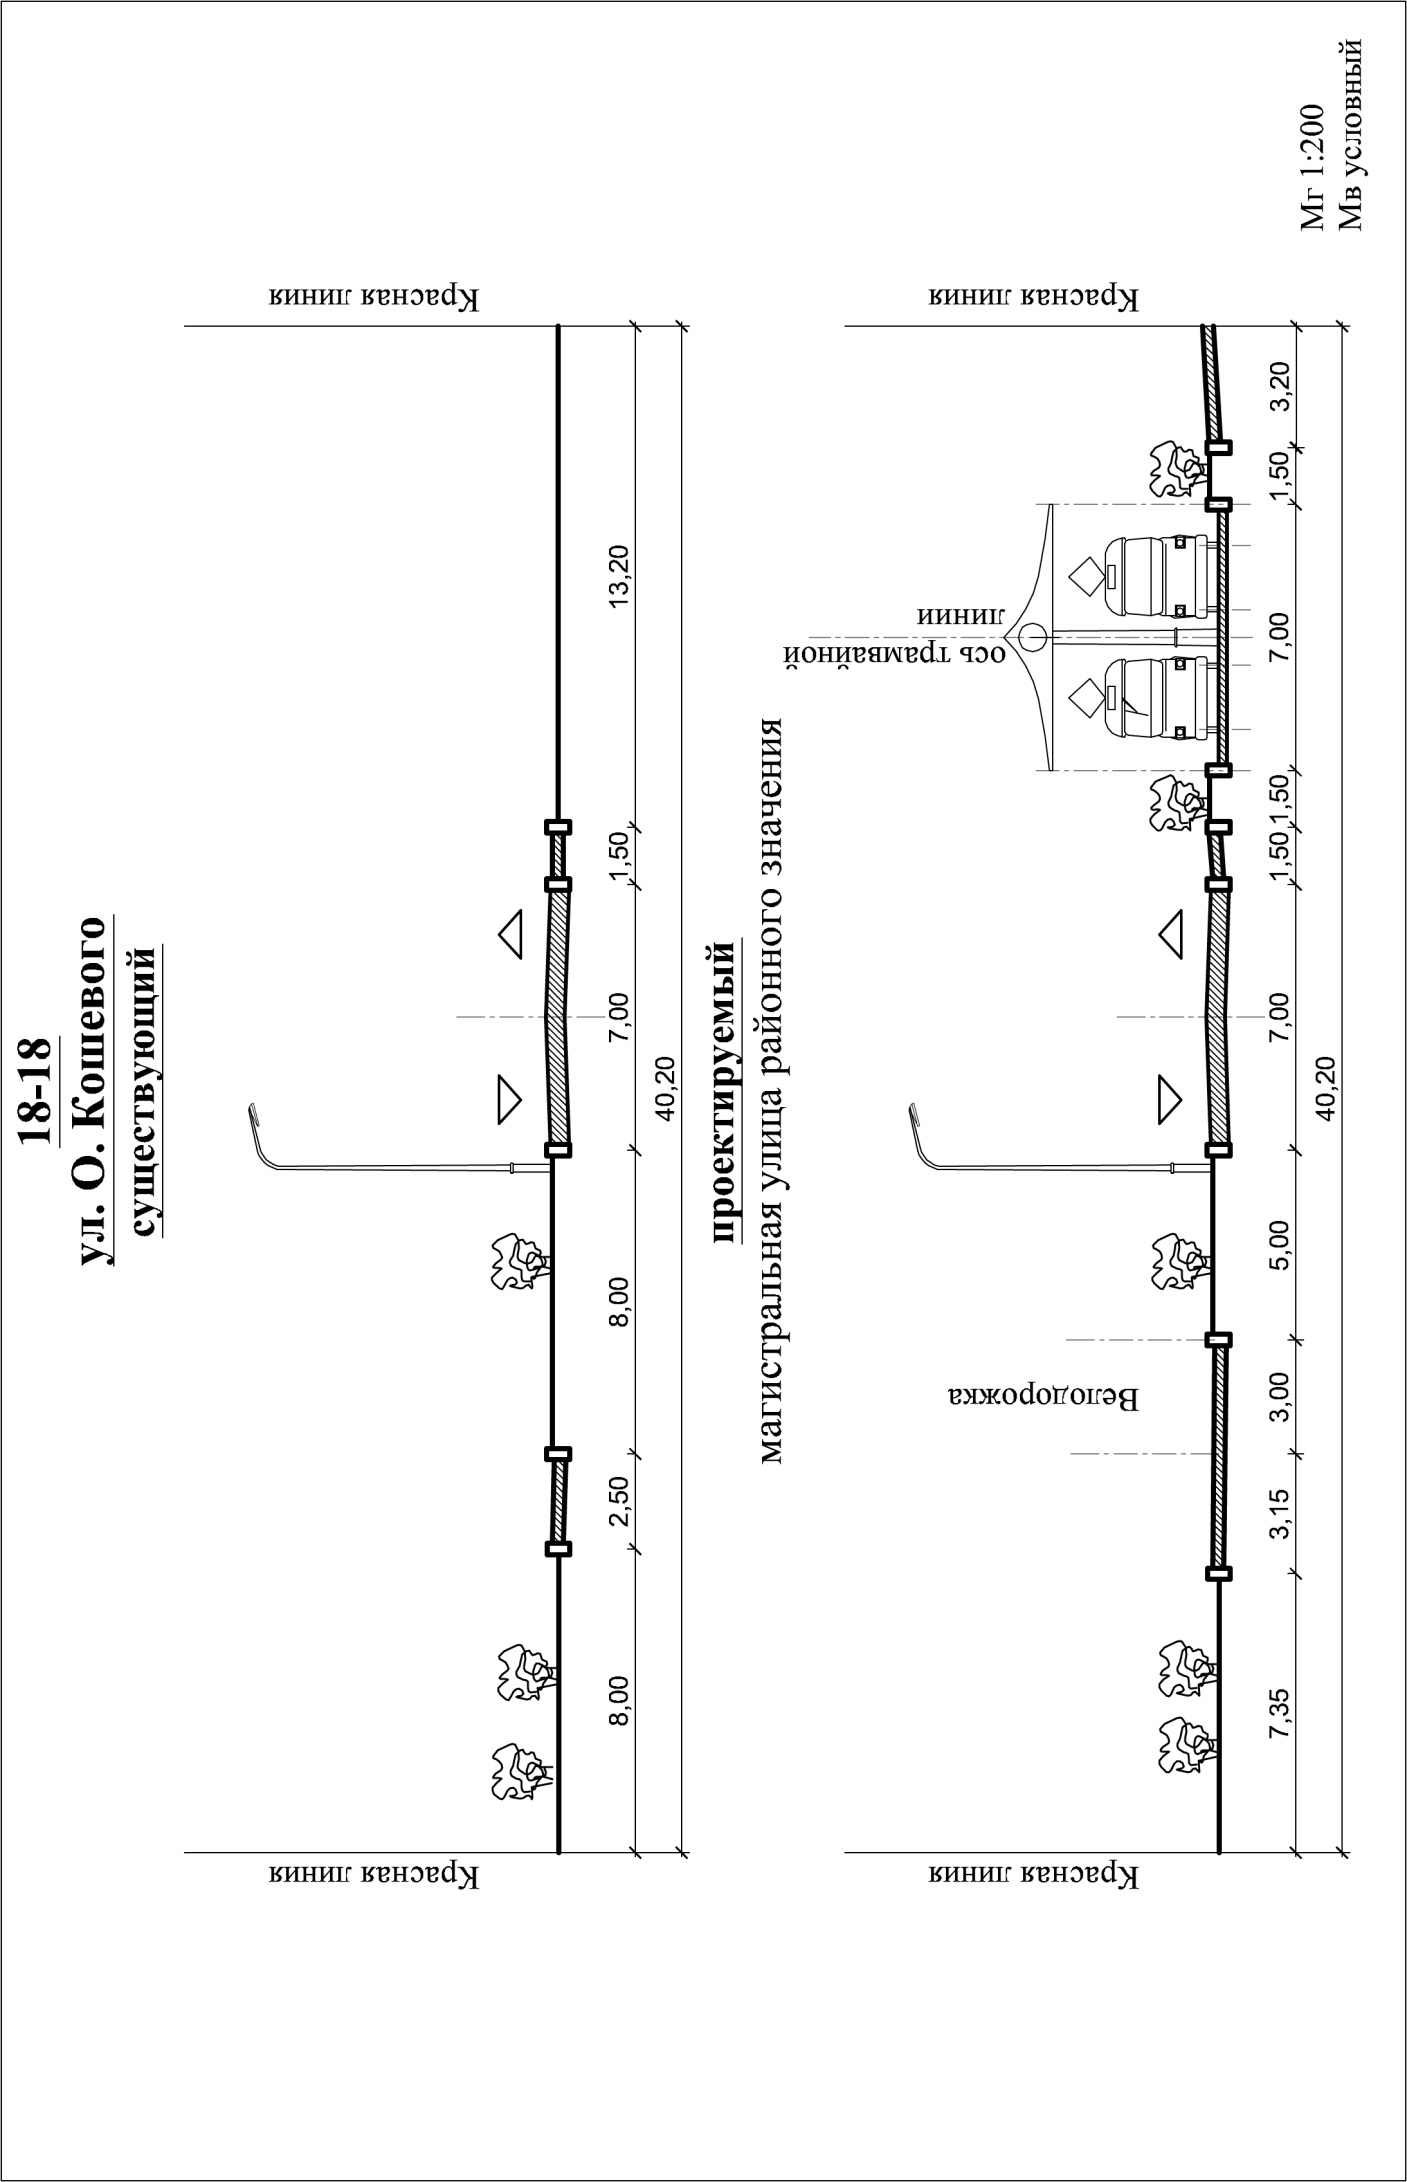 18-18
ул. О. Кошевого
существующий
Красная линия
Красная линия
8,00
2,50
8,00
7,00
1,50
13,20
40,20
проектируемый
магистральная улица районного значения
Красная линия
Велодорожка
ось трамвайной
линии
Красная линия
7,35
3,15
3,00
5,00
7,00
1,50
1,50
7,00
1,50
3,20
40,20
Мг 1:200
Мв условный